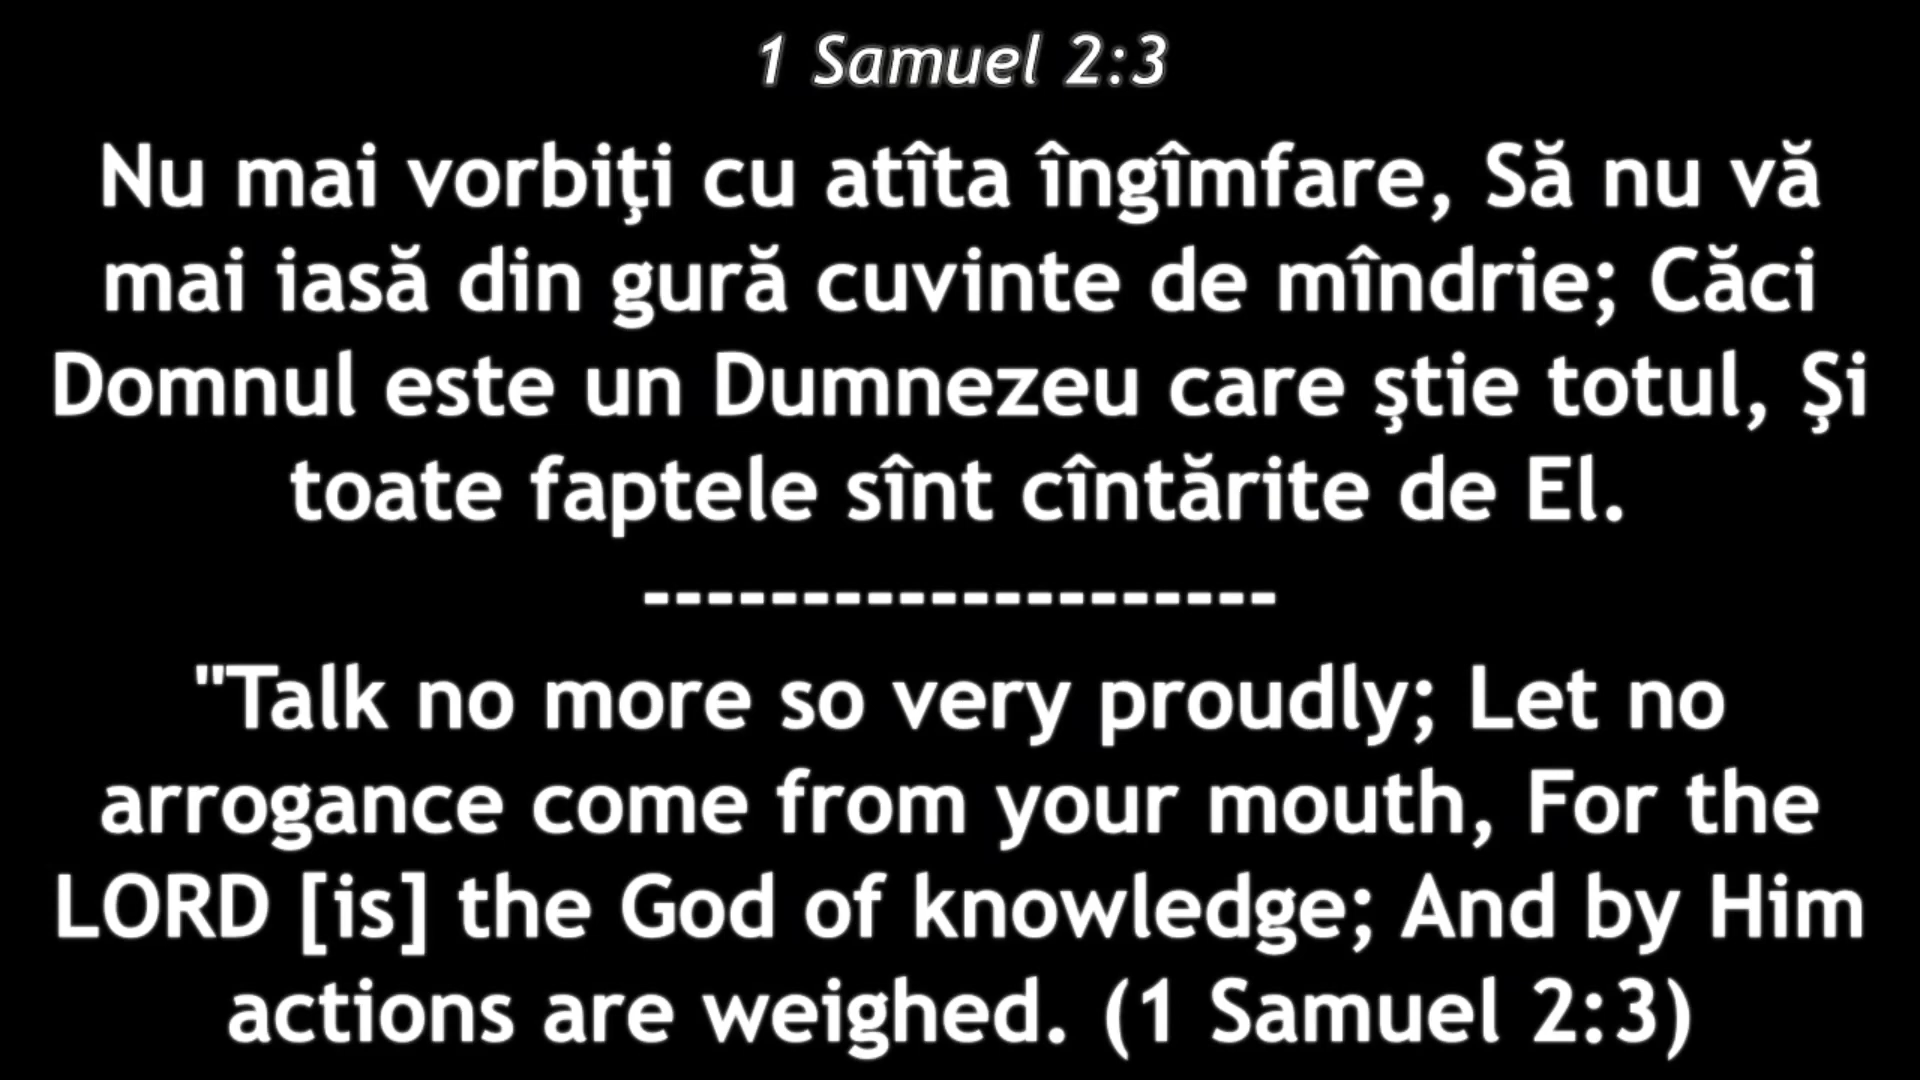 1 Samuel 2:3
Nu mai vorbiţi cu atîta îngîmfare, Să nu vă
mai iasă din gură cuvinte de mîndrie; Căci
Domnul este un Dumnezeu care ştie totul, Şi
toate faptele sînt cîntărite de El.
--------------------
"Talk no more so very proudly; Let no
arrogance come from your mouth, For the
LORD [is] the God of knowledge; And by Him
actions are weighed. (1 Samuel 2:3)